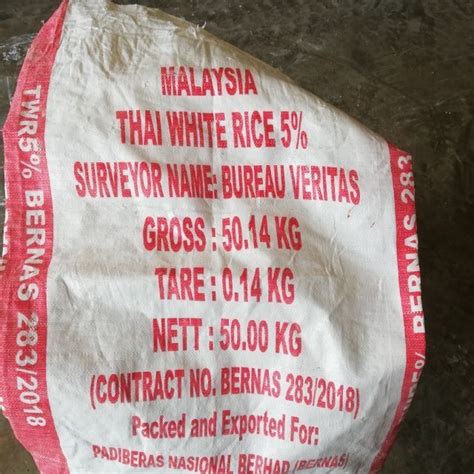 MALAYSIA
THAI WHITE RICE 5%
SURVEYOR NAME: BUREAU VERITAS
GROSS : 50.14 KG
TARE : 0.14 KG
NETT : 50.00 KG
(CONTRACT NO. BERNAS 283/2018)
Packed and Exported For:
PADIBERAS NASIONAL BERHAD (BERNAS)
TWR5% BERNAS 283/2018
5% BERNAS 283